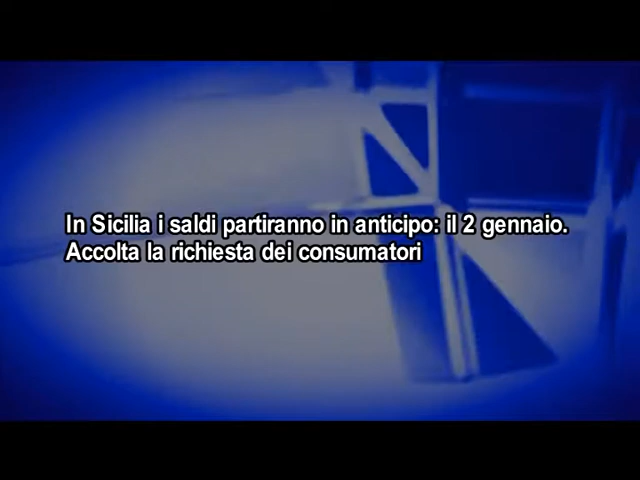 In Sicilia i saldi partiranno in anticipo: il 2 gennaio.
Accolta la richiesta dei consumatori